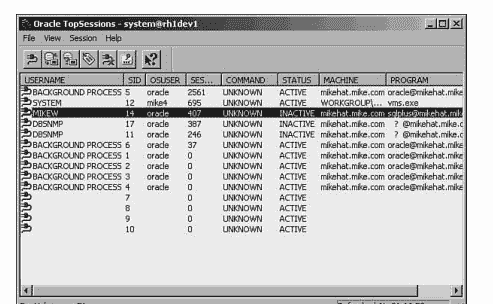 Oracle TopSessions - system@rh1dev1
File View Session Help
USERNAME SID OSUSER SES... COMMAND STATUS MACHINE PROGRAM
BACKGROUND PROCESS 5 oracle 2561 UNKNOWN ACTIVE mikehat.mike.com oracle@mikehat.mike
SYSTEM 12 mike4 695 UNKNOWN ACTIVE WORKGROUP\... vms.exe
MIKEW 14 oracle 407 UNKNOWN INACTIVE mikehat.mike.com sqlplus@mikehat.mik
DBSNMP 17 oracle 387 UNKNOWN INACTIVE mikehat.mike.com ? @mikehat.mike.c
DBSNMP 11 oracle 246 UNKNOWN INACTIVE mikehat.mike.com ? @mikehat.mike.c
BACKGROUND PROCESS 6 oracle 37 UNKNOWN ACTIVE mikehat.mike.com oracle@mikehat.mike
BACKGROUND PROCESS 1 oracle 0 UNKNOWN ACTIVE mikehat.mike.com oracle@mikehat.mike
BACKGROUND PROCESS 2 oracle 0 UNKNOWN ACTIVE mikehat.mike.com oracle@mikehat.mike
BACKGROUND PROCESS 3 oracle 0 UNKNOWN ACTIVE mikehat.mike.com oracle@mikehat.mike
BACKGROUND PROCESS 4 oracle 0 UNKNOWN ACTIVE mikehat.mike.com oracle@mikehat.mike
7 0 UNKNOWN ACTIVE
8 0 UNKNOWN ACTIVE
9 0 UNKNOWN ACTIVE
10 0 UNKNOWN ACTIVE